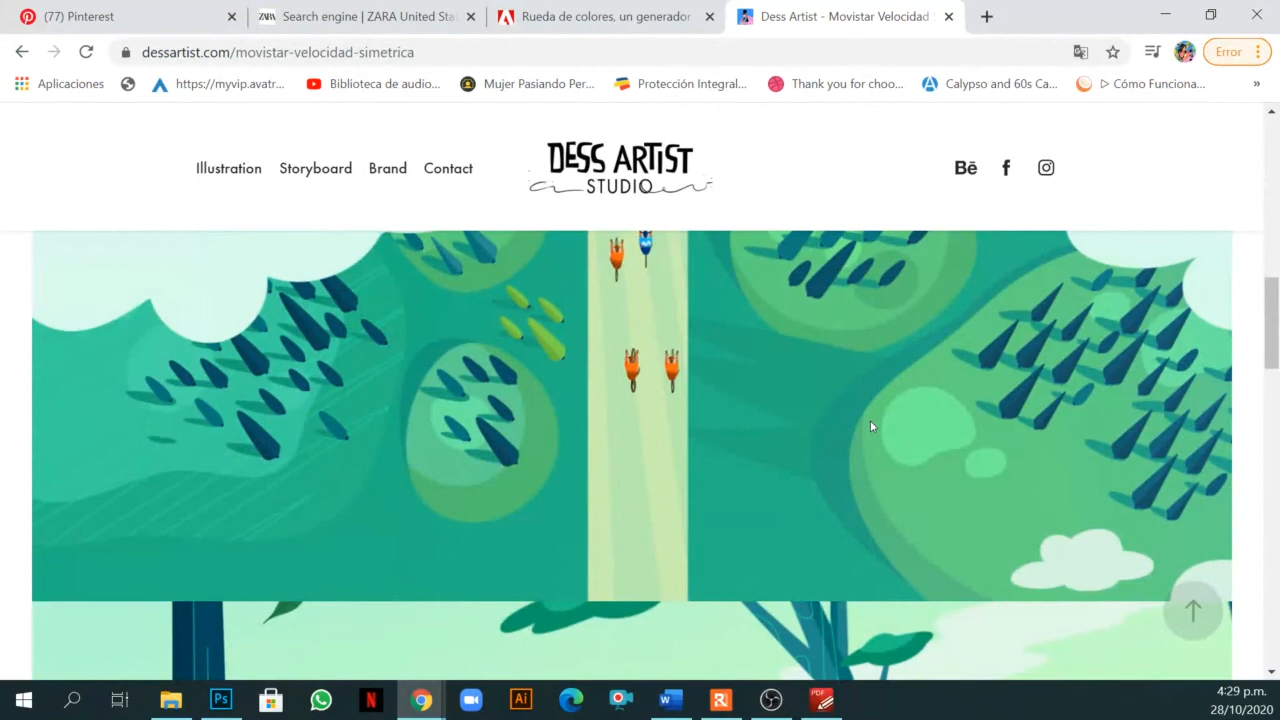 (77) Pinterest
Search engine | ZARA United Sta
Rueda de colores, un generador
Dess Artist - Movistar Velocidad S
dessartist.com/movistar-velocidad-simetrica
Error
Aplicaciones
https://myvip.avatr...
Biblioteca de audio...
Mujer Pasiando Per...
Protección Integral...
Thank you for choo...
Calypso and 60s Ca...
▷ Cómo Funciona...
»
Illustration
Storyboard
Brand
Contact
DESS ARTIST
STUDIO
Bē
4:29 p.m.
28/10/2020